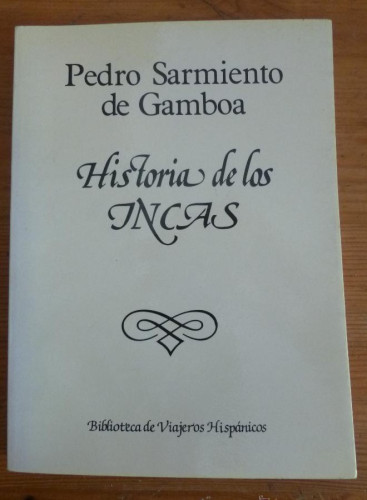 Pedro Sarmiento
de Gamboa
Historia de los
INCAS
Biblioteca de Viajeros Hispánicos